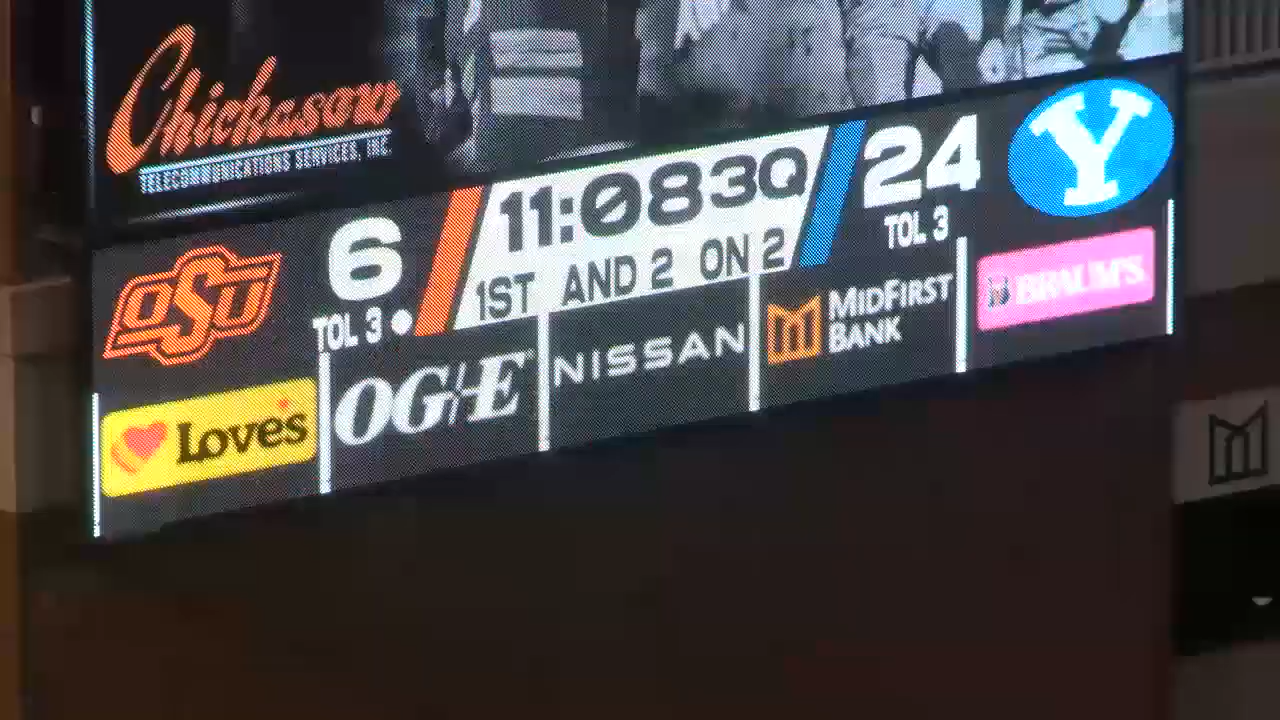 Chickasaw
TELECOMMUNICATIONS SERVICES, INC.
OSU
6
TOL 3
11:08 3Q
1ST AND 2 ON 2
24
TOL 3
Y
Love's
OG+E®
NISSAN
MIDFIRST
BANK
BRAUM'S